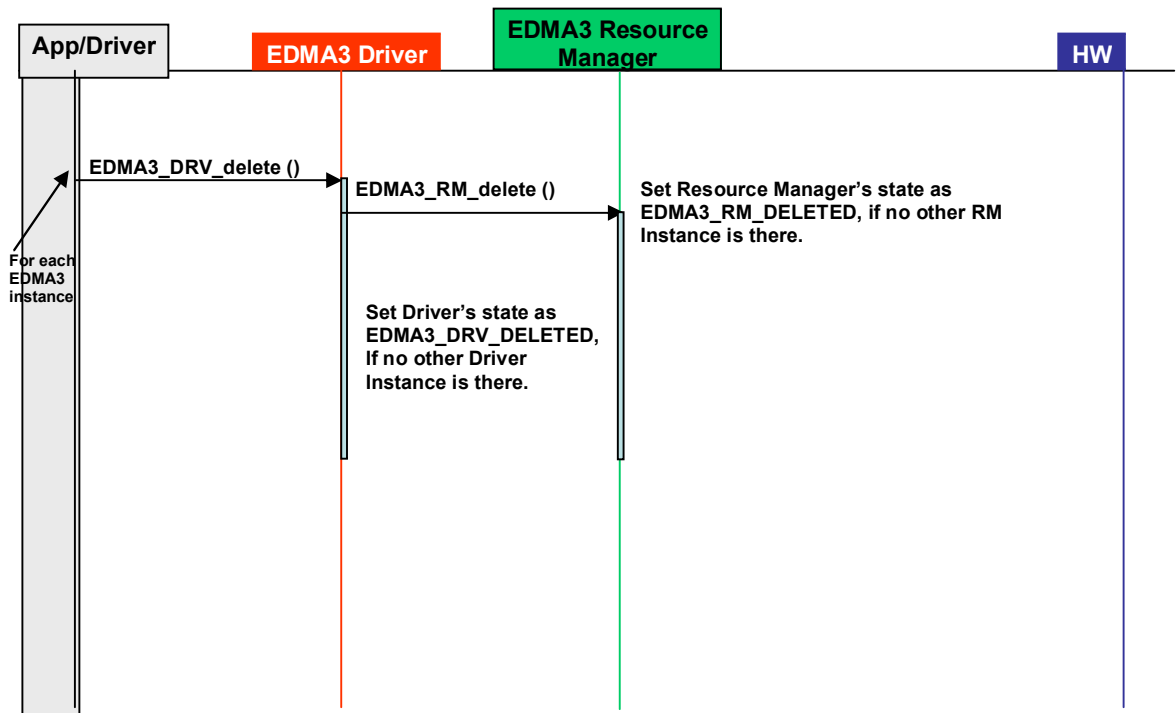 App/Driver
EDMA3 Driver
EDMA3 Resource
Manager
HW
EDMA3_DRV_delete ()
EDMA3_RM_delete ()
Set Resource Manager's state as
EDMA3_RM_DELETED, if no other RM
Instance is there.
For each
EDMA3
instance
Set Driver's state as
EDMA3_DRV_DELETED,
If no other Driver
Instance is there.